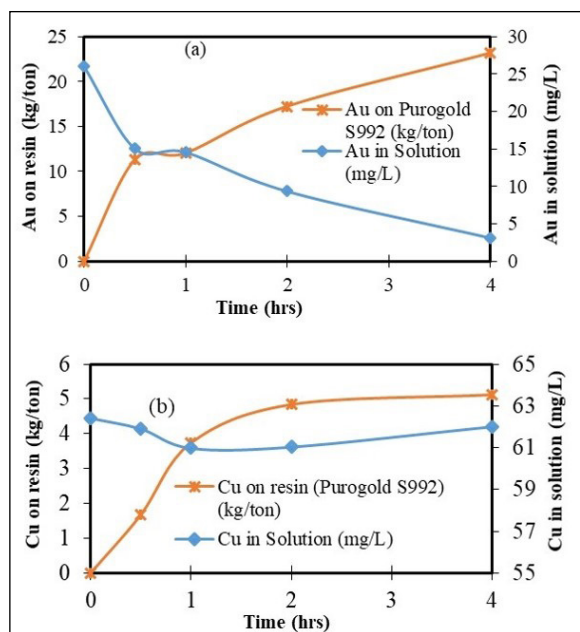 (a)
Au on resin (kg/ton)
25
20
15
10
5
0
Au on Purogold
S992 (kg/ton)
Au in Solution
(mg/L)
30
25
20
15
10
5
0
Au in solution (mg/L)
0 1 2 3 4
Time (hrs)
(b)
Cu on resin (kg/ton)
6
5
4
3
2
1
0
Cu on resin (Purogold S992)
(kg/ton)
Cu in Solution (mg/L)
65
63
61
59
57
55
Cu in solution (mg/L)
0 1 2 3 4
Time (hrs)